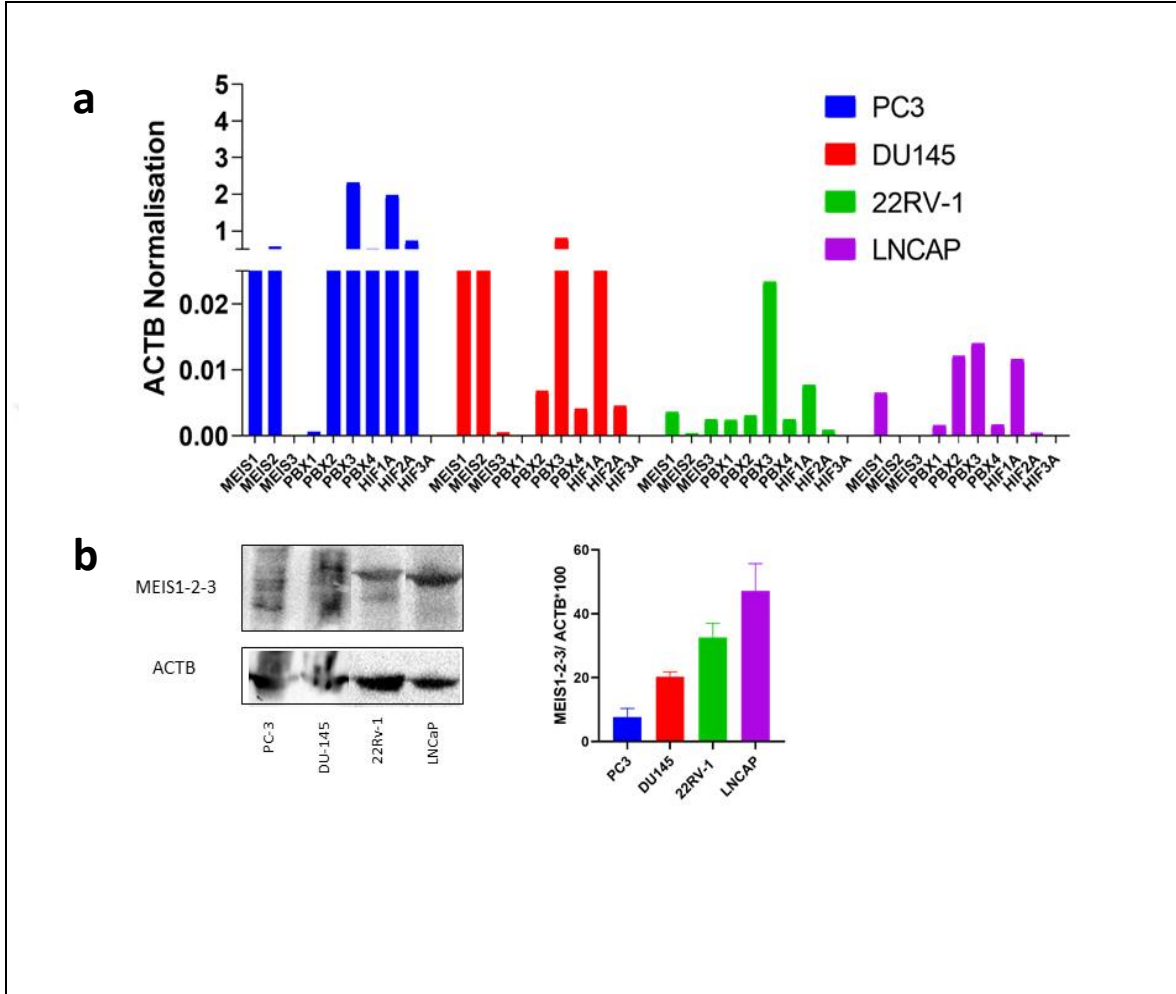 a
ACTB Normalisation
5
4
3
2
1
0.02
0.01
0.00
MEIS1 MEIS2 MEIS3 PBX1 PBX2 PBX3 PBX4 HIF1A HIF2A HIF3A MEIS1 MEIS2 MEIS3 PBX1 PBX2 PBX3 PBX4 HIF1A HIF2A HIF3A MEIS1 MEIS2 MEIS3 PBX1 PBX2 PBX3 PBX4 HIF1A HIF2A HIF3A MEIS1 MEIS2 MEIS3 PBX1 PBX2 PBX3 PBX4 HIF1A HIF2A HIF3A
PC3
DU145
22RV-1
LNCAP
b
MEIS1-2-3
ACTB
PC-3 DU-145 22Rv-1 LNCaP
MEIS1-2-3/ ACTB*100
60
40
20
0
PC3 DU145 22RV-1 LNCAP